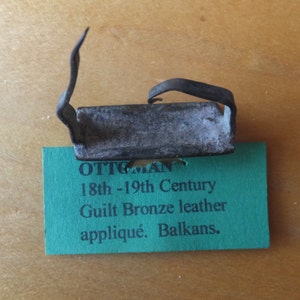 OTTOMAN
18th -19th Century
Guilt Bronze leather
appliqué. Balkans.